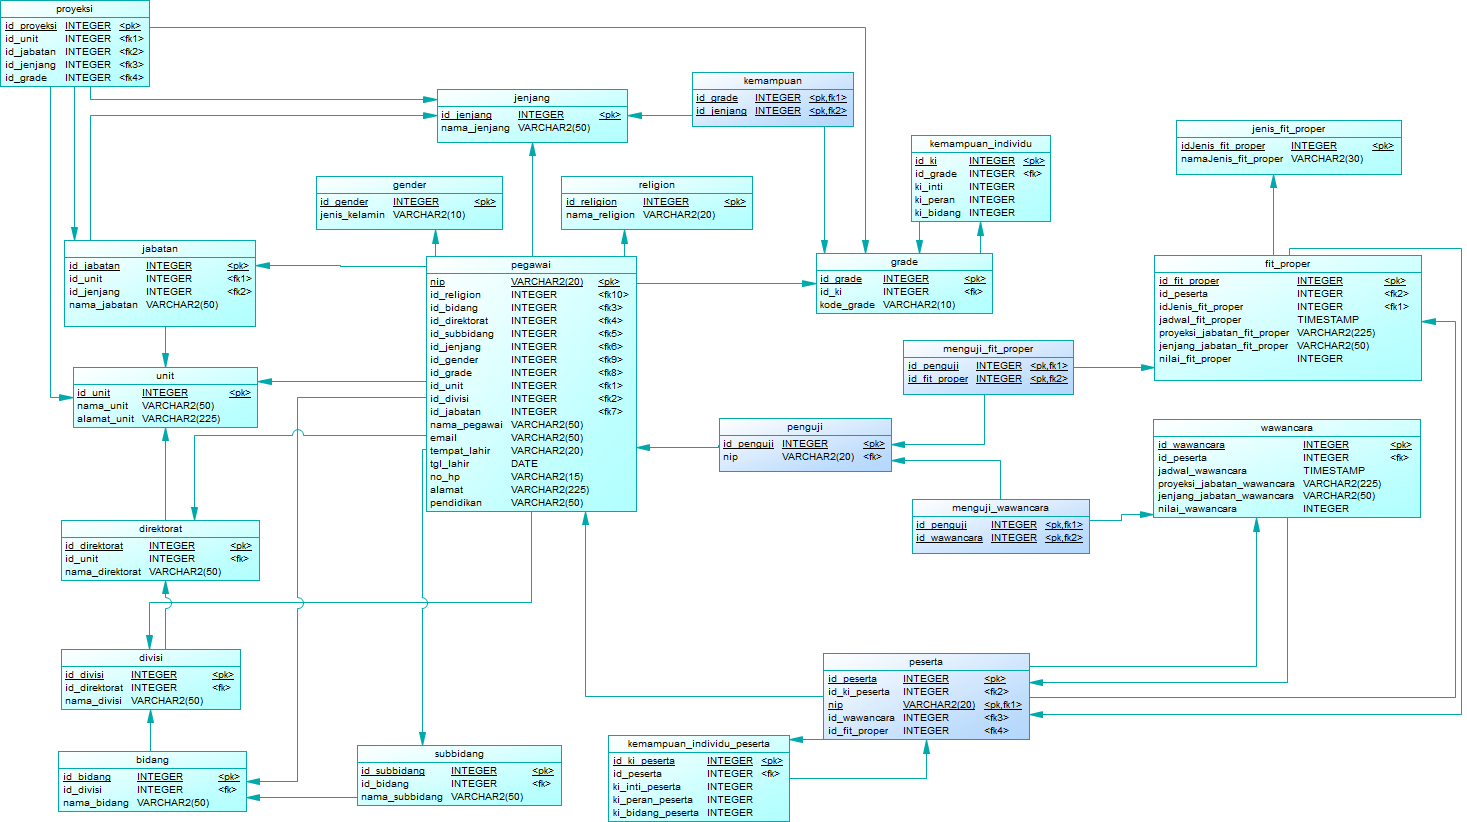 proyeksi
id_proyeksi INTEGER <pk>
id_unit INTEGER <fk1>
id_jabatan INTEGER <fk2>
id_jenjang INTEGER <fk3>
id_grade INTEGER <fk4>
jenjang
id_jenjang INTEGER <pk>
nama_jenjang VARCHAR2(50)
kemampuan
id_grade INTEGER <pk,fk1>
id_jenjang INTEGER <pk,fk2>
kemampuan_individu
id_ki INTEGER <pk>
id_grade INTEGER <fk>
ki_inti INTEGER
ki_peran INTEGER
ki_bidang INTEGER
jenis_fit_proper
idJenis_fit_proper INTEGER <pk>
namaJenis_fit_proper VARCHAR2(30)
gender
id_gender INTEGER <pk>
jenis_kelamin VARCHAR2(10)
religion
id_religion INTEGER <pk>
nama_religion VARCHAR2(20)
jabatan
id_jabatan INTEGER <pk>
id_unit INTEGER <fk1>
id_jenjang INTEGER <fk2>
nama_jabatan VARCHAR2(50)
pegawai
nip VARCHAR2(20) <pk>
id_religion INTEGER <fk10>
id_bidang INTEGER <fk3>
id_direktorat INTEGER <fk4>
id_subbidang INTEGER <fk5>
id_jenjang INTEGER <fk6>
id_gender INTEGER <fk9>
id_grade INTEGER <fk8>
id_unit INTEGER <fk1>
id_divisi INTEGER <fk2>
id_jabatan INTEGER <fk7>
nama_pegawai VARCHAR2(50)
email VARCHAR2(50)
tempat_lahir VARCHAR2(20)
tgl_lahir DATE
no_hp VARCHAR2(15)
alamat VARCHAR2(225)
pendidikan VARCHAR2(50)
grade
id_grade INTEGER <pk>
id_ki INTEGER <fk>
kode_grade VARCHAR2(10)
fit_proper
id_fit_proper INTEGER <pk>
id_peserta INTEGER <fk2>
idJenis_fit_proper INTEGER <fk1>
jadwal_fit_proper TIMESTAMP
proyeksi_jabatan_fit_proper VARCHAR2(225)
jenjang_jabatan_fit_proper VARCHAR2(50)
nilai_fit_proper INTEGER
unit
id_unit INTEGER <pk>
nama_unit VARCHAR2(50)
alamat_unit VARCHAR2(225)
menguji_fit_proper
id_penguji INTEGER <pk,fk1>
id_fit_proper INTEGER <pk,fk2>
penguji
id_penguji INTEGER <pk>
nip VARCHAR2(20) <fk>
wawancara
id_wawancara INTEGER <pk>
id_peserta INTEGER <fk>
jadwal_wawancara TIMESTAMP
proyeksi_jabatan_wawancara VARCHAR2(225)
jenjang_jabatan_wawancara VARCHAR2(50)
nilai_wawancara INTEGER
menguji_wawancara
id_penguji INTEGER <pk,fk1>
id_wawancara INTEGER <pk,fk2>
direktorat
id_direktorat INTEGER <pk>
id_unit INTEGER <fk>
nama_direktorat VARCHAR2(50)
divisi
id_divisi INTEGER <pk>
id_direktorat INTEGER <fk>
nama_divisi VARCHAR2(50)
peserta
id_peserta INTEGER <pk>
id_ki_peserta INTEGER <fk2>
nip VARCHAR2(20) <pk,fk1>
id_wawancara INTEGER <fk3>
id_fit_proper INTEGER <fk4>
bidang
id_bidang INTEGER <pk>
id_divisi INTEGER <fk>
nama_bidang VARCHAR2(50)
subbidang
id_subbidang INTEGER <pk>
id_bidang INTEGER <fk>
nama_subbidang VARCHAR2(50)
kemampuan_individu_peserta
id_ki_peserta INTEGER <pk>
id_peserta INTEGER <fk>
ki_inti_peserta INTEGER
ki_peran_peserta INTEGER
ki_bidang_peserta INTEGER